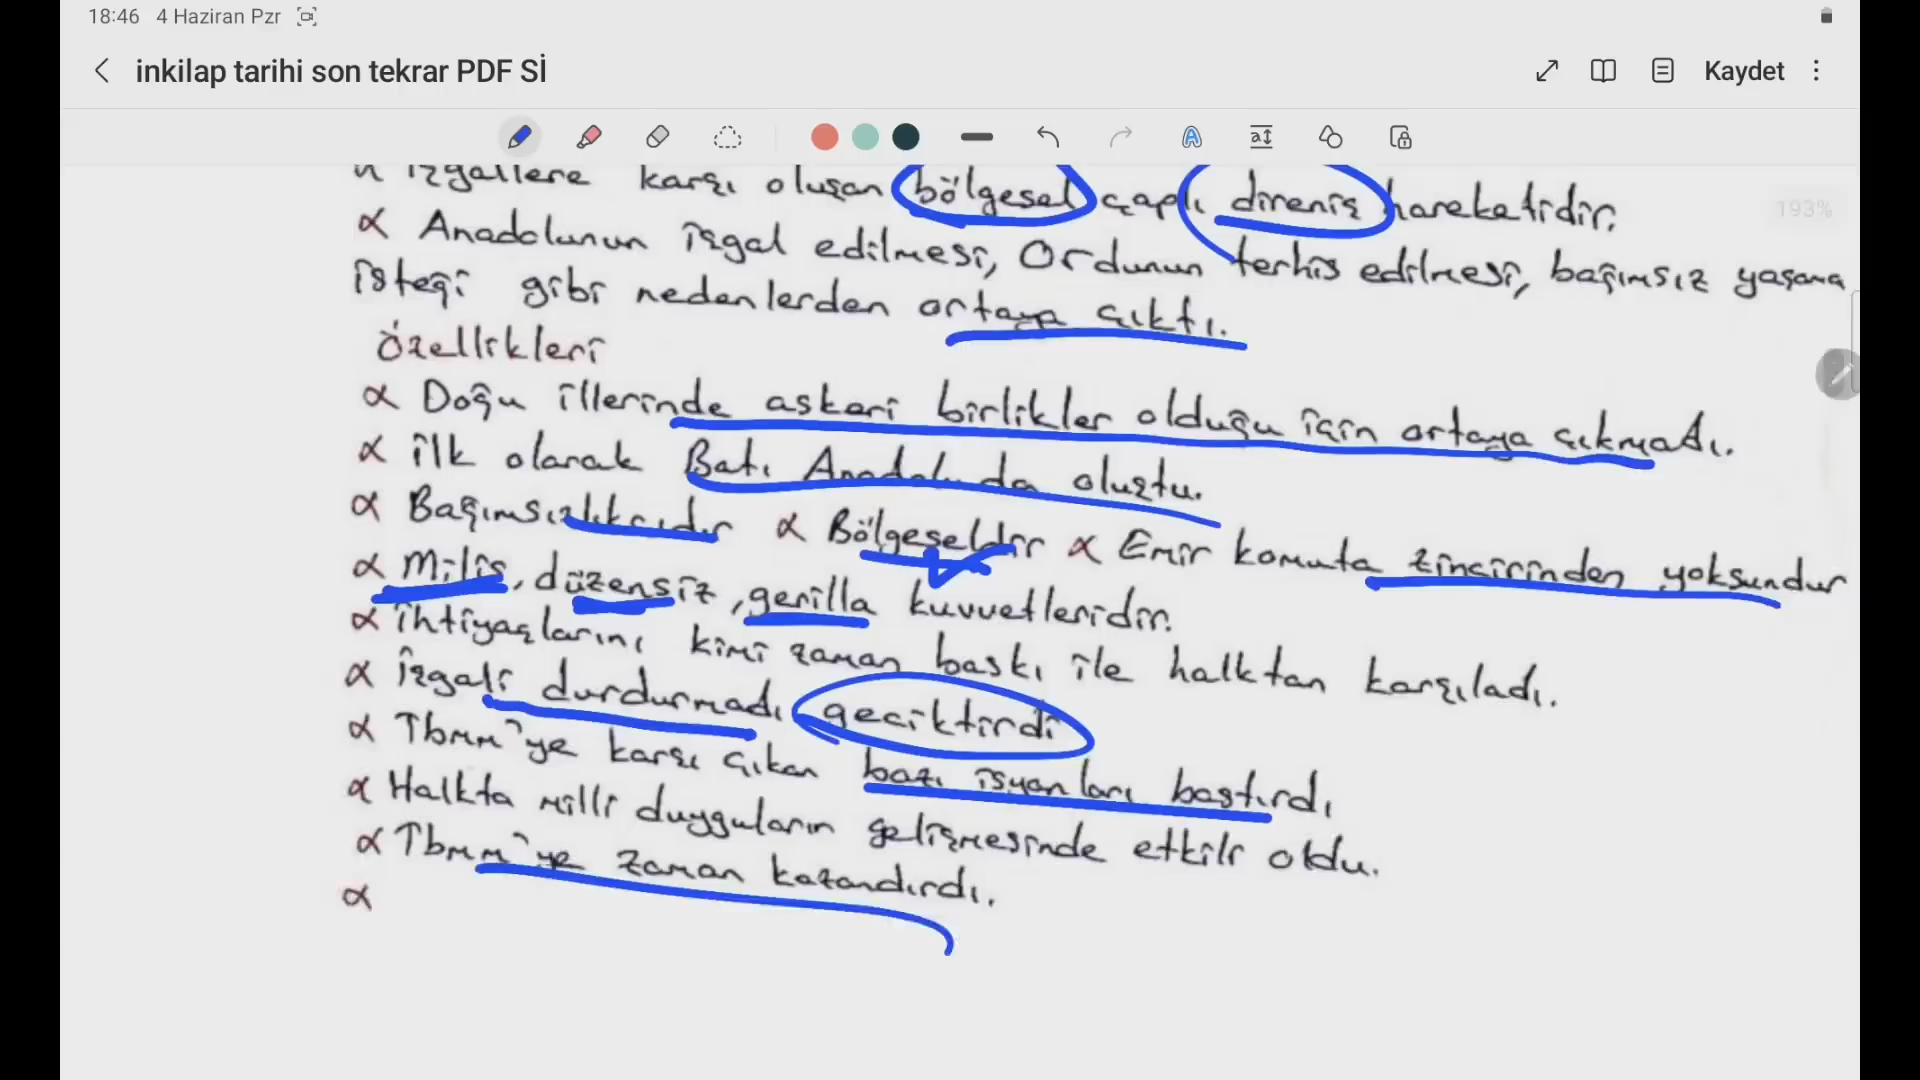 18:46 4 Haziran Pzr
inkilap tarihi son tekrar PDF Sİ
Kaydet
193%
α işgallere karşı oluşan bölgesel çaplı direniş hareketidir.
α Anadolunun işgal edilmesi, Ordunun terhis edilmesi, bağımsız yaşama
isteği gibi nedenlerden ortaya çıktı.
özellikleri
α Doğu illerinde askeri birlikler olduğu için ortaya çıkmadı.
α ilk olarak Batı Anadoluda oluştu.
α Bağımsızlıkçıdır α Bölgeseldir α Emir komuta zincirinden yoksundur
α Milis, düzensiz, gerilla kuvvetleridir.
α ihtiyaçlarını kimi zaman baskı ile halktan karşıladı.
α İşgali durdurmadı geciktirdi
α Tbmm'ye karşı çıkan bazı isyanları bastırdı
α Halkta milli duyguların gelişmesinde etkili oldu.
α Tbmm'ye zaman kazandırdı.
α